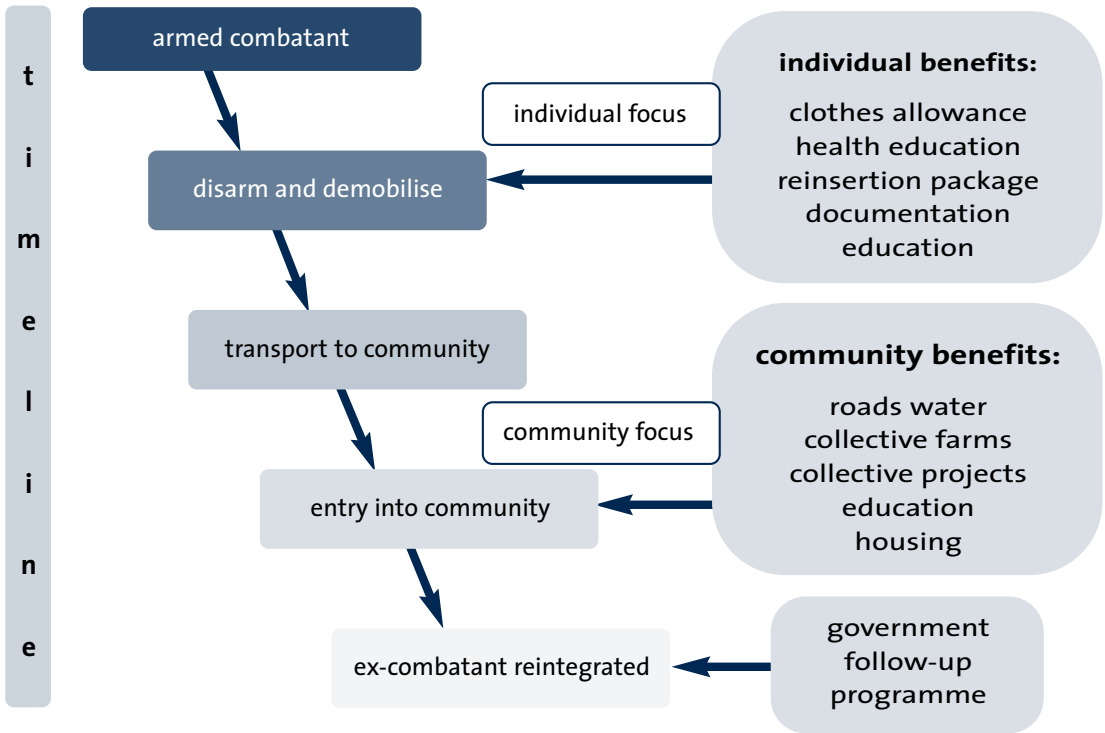 timeline
armed combatant
individual focus
disarm and demobilise
individual benefits:
clothes allowance
health education
reinsertion package
documentation
education
transport to community
community focus
entry into community
community benefits:
roads water
collective farms
collective projects
education
housing
ex-combatant reintegrated
government
follow-up
programme